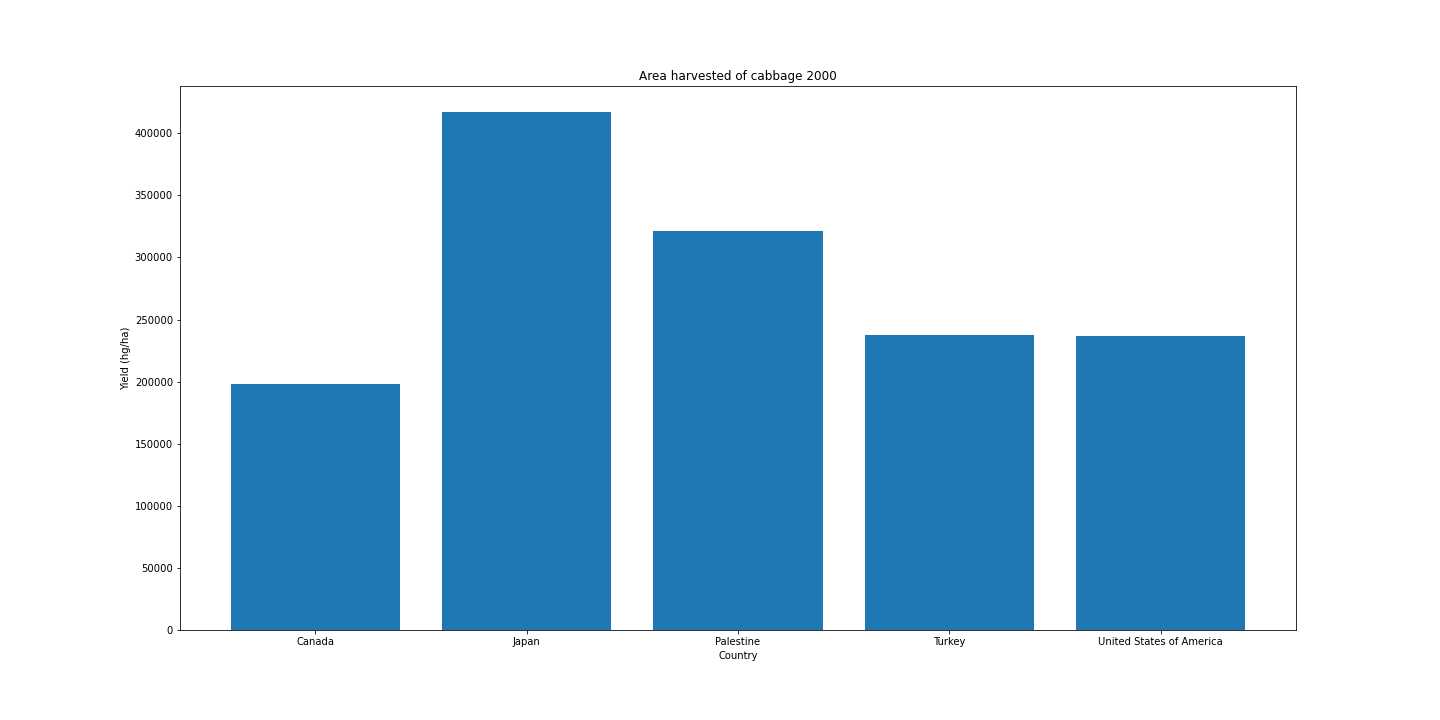 Area harvested of cabbage 2000
400000
350000
300000
250000
200000
150000
100000
50000
0
Yield (hg/ha)
Canada
Japan
Palestine
Turkey
United States of America
Country